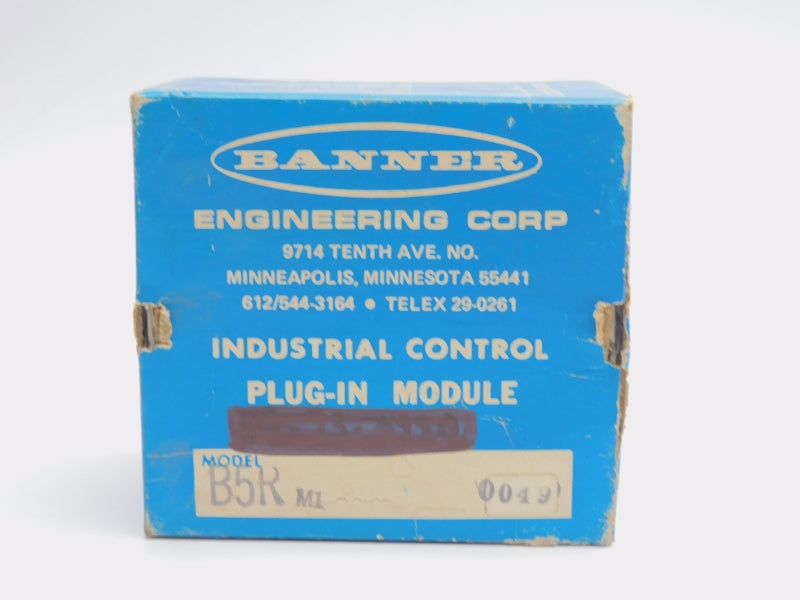 BANNER
ENGINEERING CORP
9714 TENTH AVE. NO.
MINNEAPOLIS, MINNESOTA 55441
612/544-3164 • TELEX 29-0261
INDUSTRIAL CONTROL
PLUG-IN MODULE
MODEL
B5R M1 0049